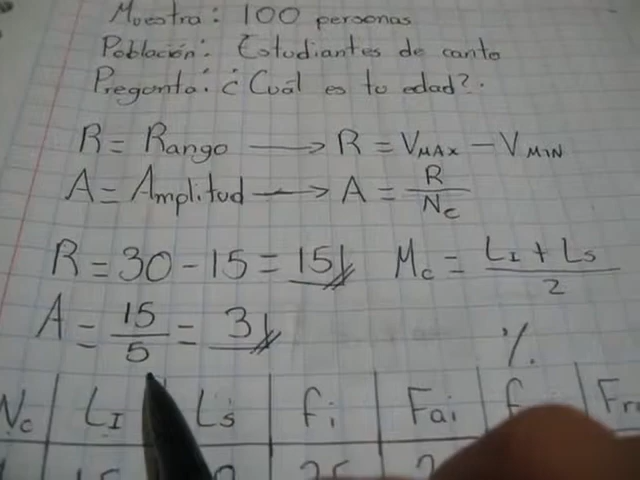 Muestra: 100 personas
Población: Estudiantes de canto
Pregunta: ¿Cuál es tu edad?.
R = Rango → R = VMAX - VMIN
A = Amplitud → A = R/Nc
R = 30 - 15 = 15 Mc = (LI + Ls)/2
A = 15/5 = 3
%.
Nc LI Ls fi Fai